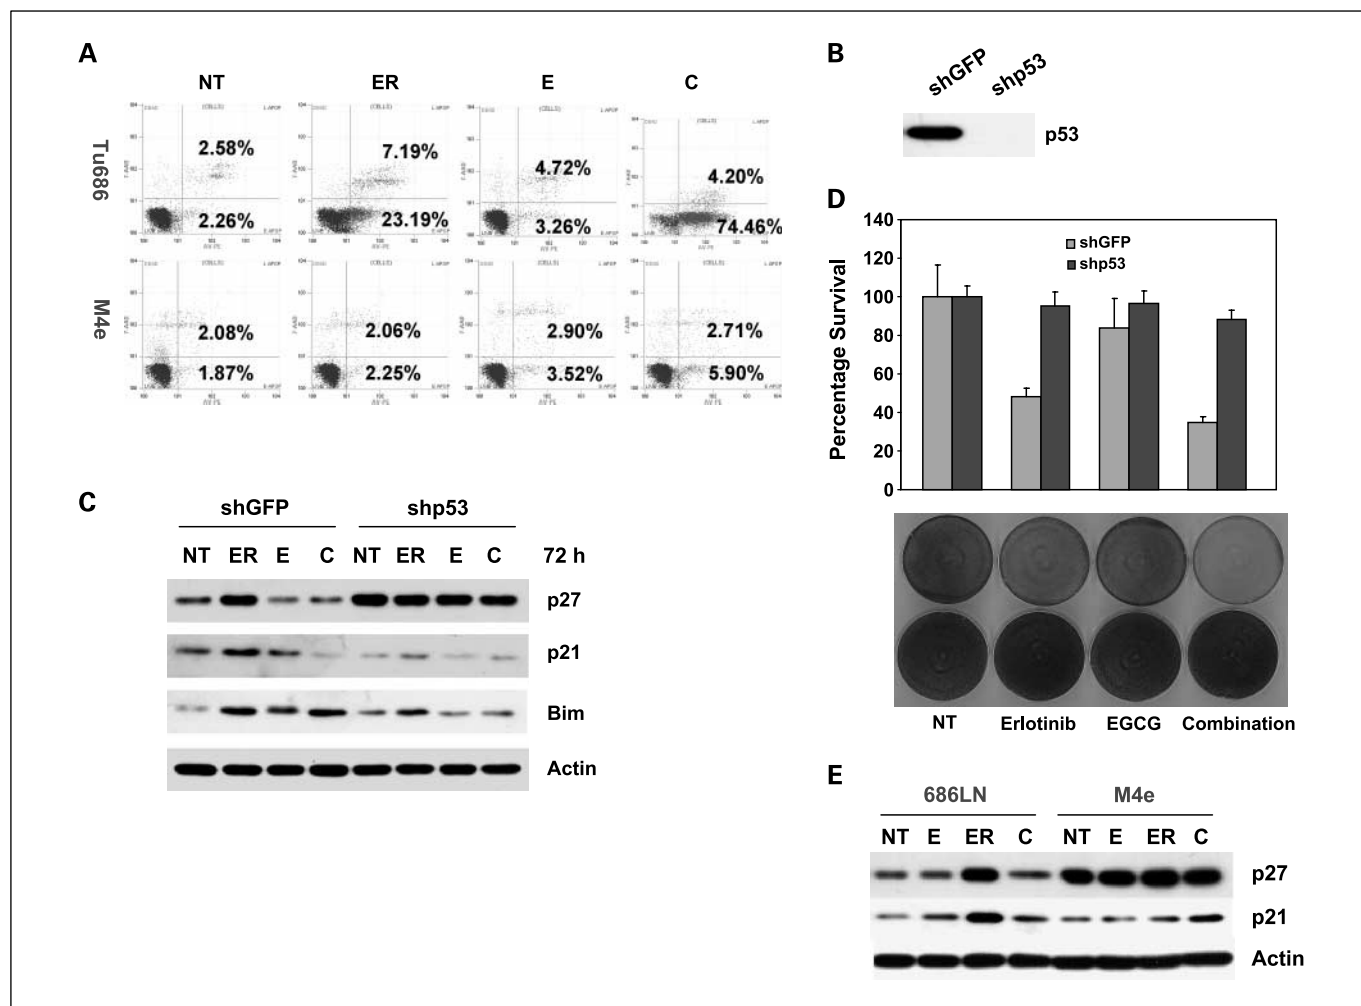 A
NT ER E C
Tu686
2.58% 7.19% 4.72% 4.20%
2.26% 23.19% 3.26% 74.46%
M4e
2.08% 2.06% 2.90% 2.71%
1.87% 2.25% 3.52% 5.90%
B
shGFP shp53
p53
C
shGFP shp53
NT ER E C NT ER E C 72 h
p27
p21
Bim
Actin
D
Percentage Survival
140
120
100
80
60
40
20
0
shGFP
shp53
NT Erlotinib EGCG Combination
E
686LN M4e
NT E ER C NT E ER C
p27
p21
Actin